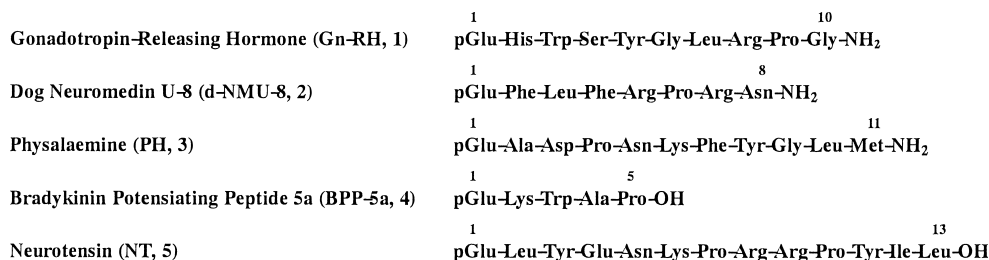 1 10
Gonadotropin-Releasing Hormone (Gn-RH, 1) pGlu-His-Trp-Ser-Tyr-Gly-Leu-Arg-Pro-Gly-NH2
1 8
Dog Neuromedin U-8 (d-NMU-8, 2) pGlu-Phe-Leu-Phe-Arg-Pro-Arg-Asn-NH2
1 11
Physalaemine (PH, 3) pGlu-Ala-Asp-Pro-Asn-Lys-Phe-Tyr-Gly-Leu-Met-NH2
1 5
Bradykinin Potensiating Peptide 5a (BPP-5a, 4) pGlu-Lys-Trp-Ala-Pro-OH
1 13
Neurotensin (NT, 5) pGlu-Leu-Tyr-Glu-Asn-Lys-Pro-Arg-Arg-Pro-Tyr-Ile-Leu-OH